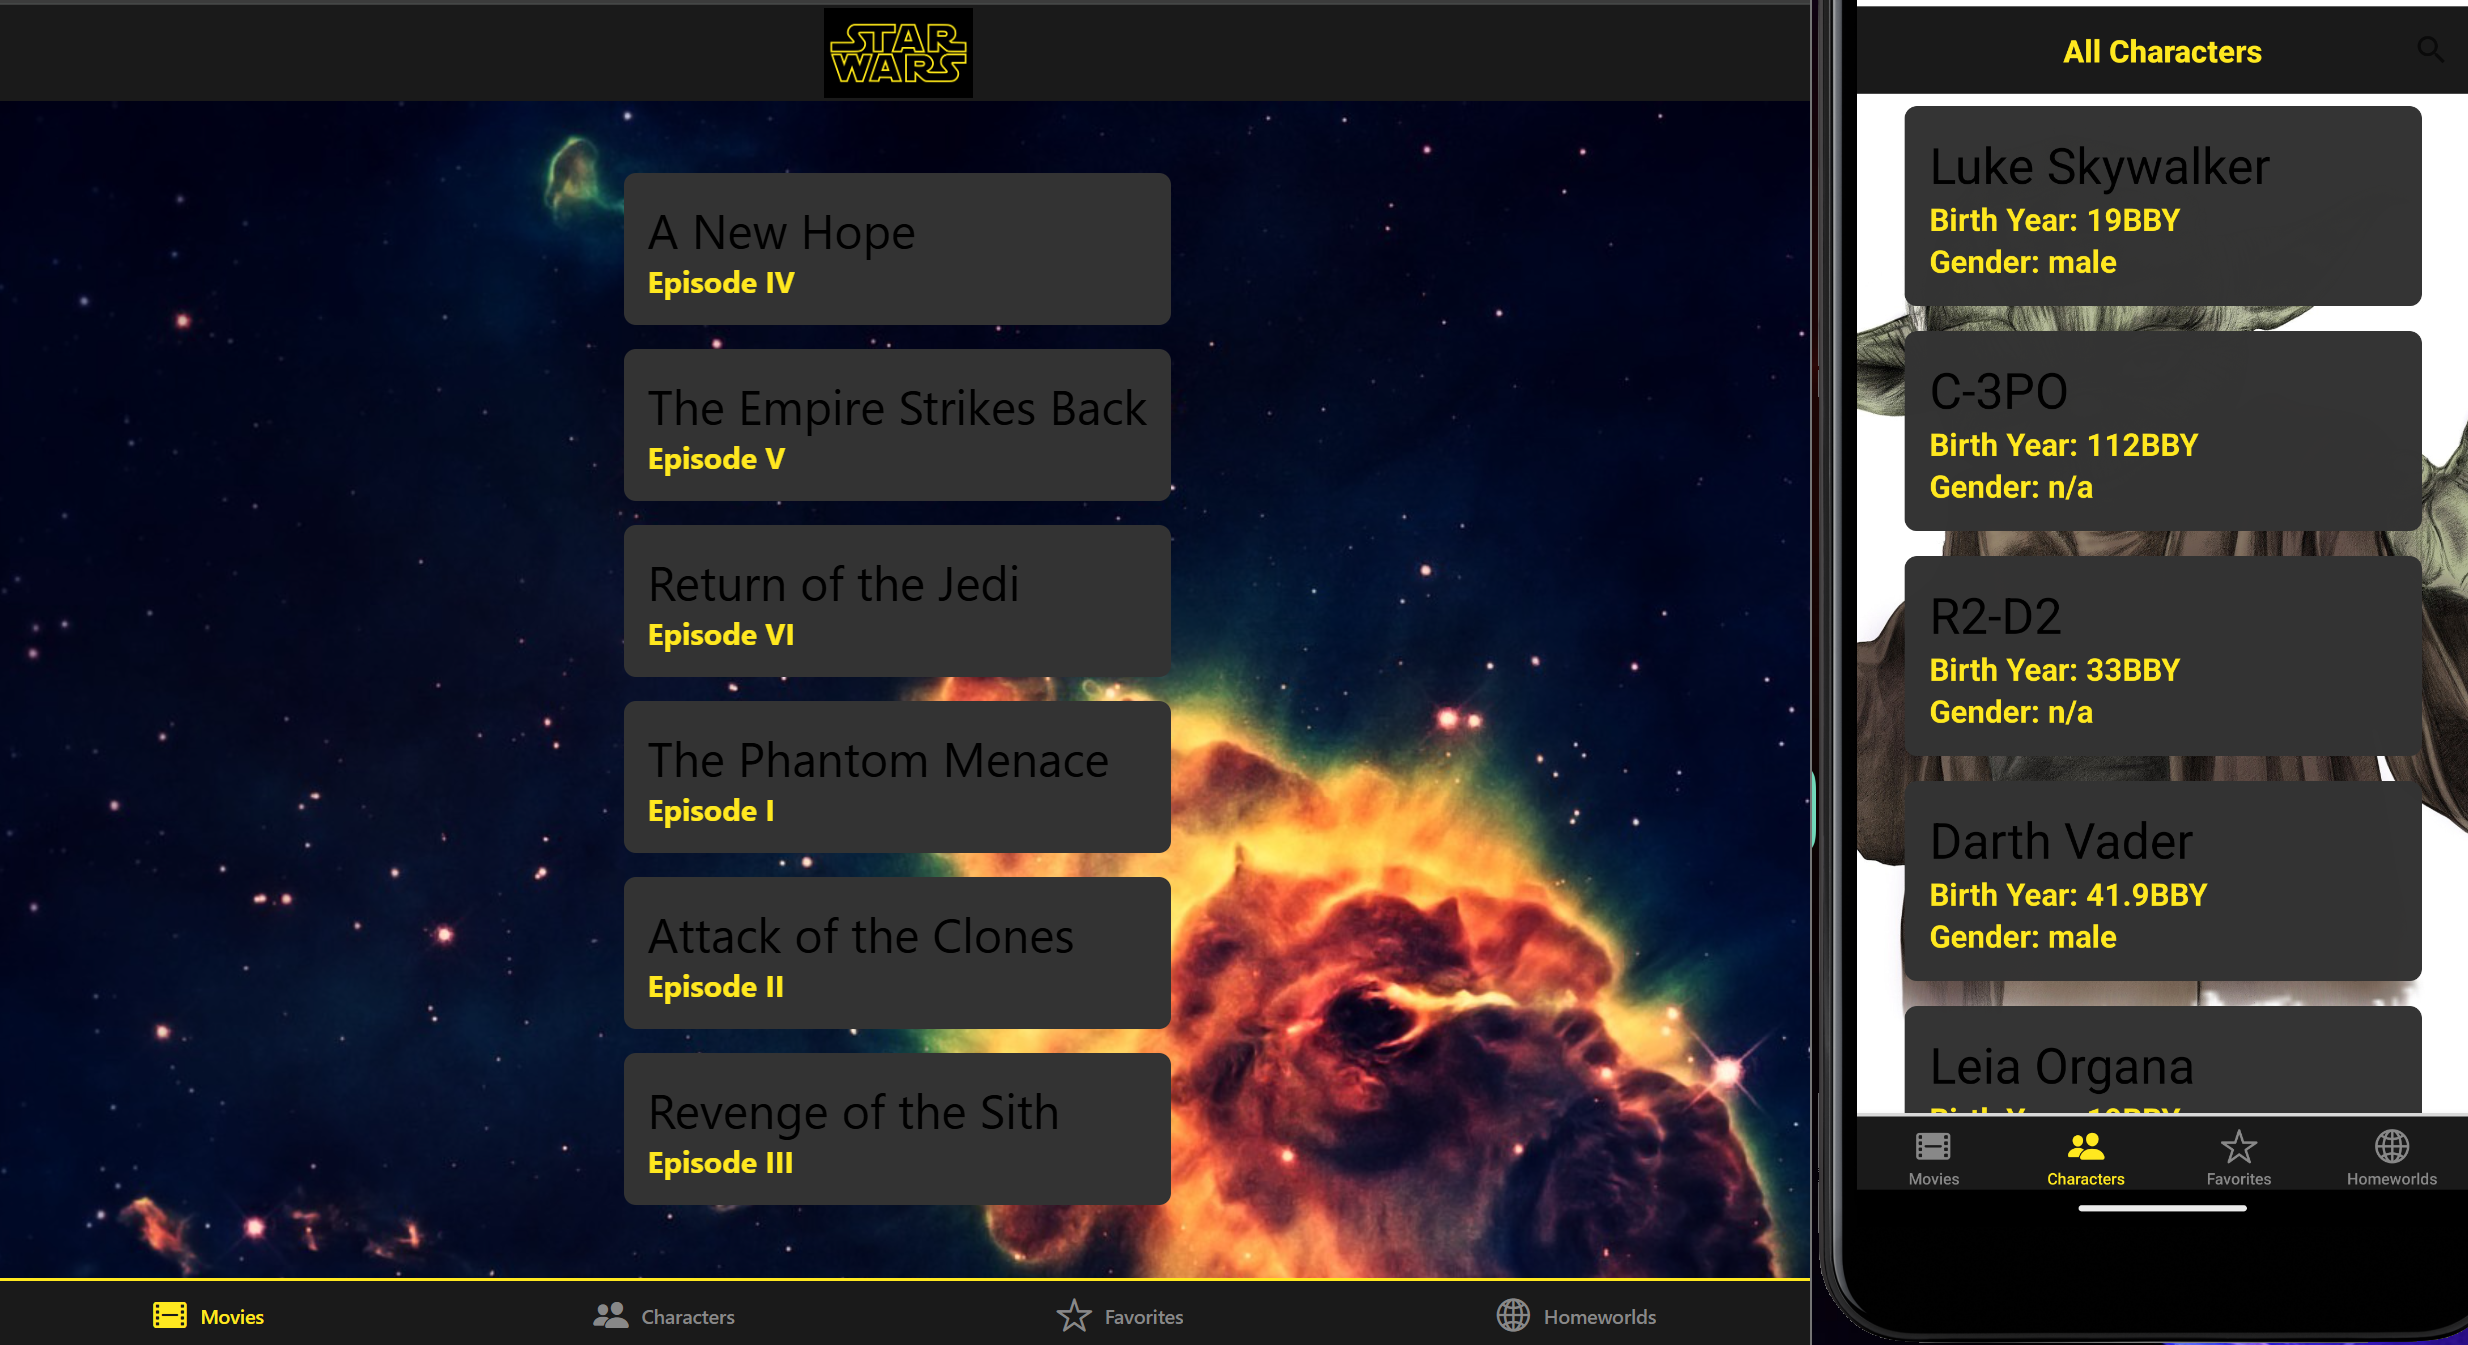 STAR
WARS
A New Hope
Episode IV
The Empire Strikes Back
Episode V
Return of the Jedi
Episode VI
The Phantom Menace
Episode I
Attack of the Clones
Episode II
Revenge of the Sith
Episode III
Movies
Characters
Favorites
Homeworlds
All Characters
Luke Skywalker
Birth Year: 19BBY
Gender: male
C-3PO
Birth Year: 112BBY
Gender: n/a
R2-D2
Birth Year: 33BBY
Gender: n/a
Darth Vader
Birth Year: 41.9BBY
Gender: male
Leia Organa
Birth Year: 19BBY
Movies
Characters
Favorites
Homeworlds